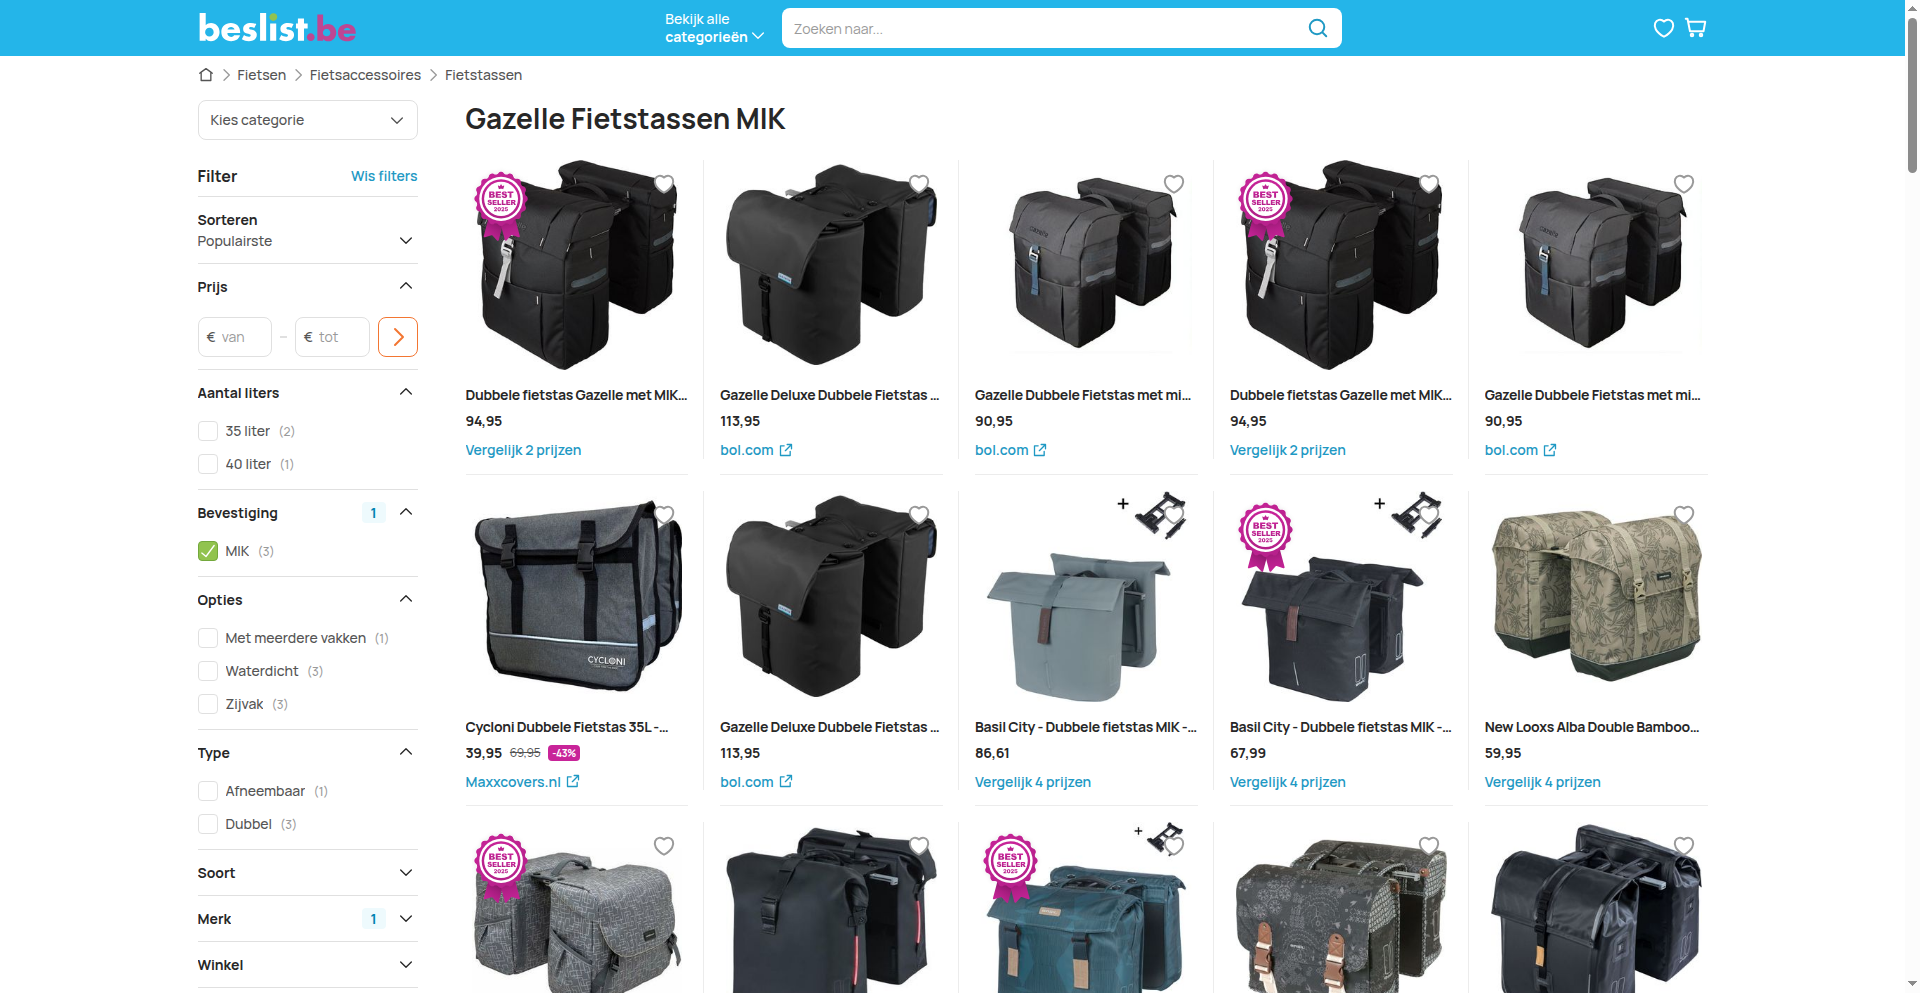 beslist.be
Bekijk alle
categorieën
Zoeken naar...
Fietsen
Fietsaccessoires
Fietstassen
Kies categorie
Gazelle Fietstassen MIK
Filter
Wis filters
Sorteren
Populairste
Prijs
€ van
–
€ tot
Aantal liters
35 liter (2)
40 liter (1)
Bevestiging
1
MIK (3)
Opties
Met meerdere vakken (1)
Waterdicht (3)
Zijvak (3)
Type
Afneembaar (1)
Dubbel (3)
Soort
Merk
1
Winkel
BEST
SELLER
2025
Dubbele fietstas Gazelle met MIK...
94,95
Vergelijk 2 prijzen
Gazelle Deluxe Dubbele Fietstas ...
113,95
bol.com
Gazelle Dubbele Fietstas met mi...
90,95
bol.com
BEST
SELLER
2025
Dubbele fietstas Gazelle met MIK...
94,95
Vergelijk 2 prijzen
Gazelle Dubbele Fietstas met mi...
90,95
bol.com
CYCLONI
Cycloni Dubbele Fietstas 35L -...
39,95 69,95 -43%
Maxxcovers.nl
Gazelle Deluxe Dubbele Fietstas ...
113,95
bol.com
+
Basil City - Dubbele fietstas MIK -...
86,61
Vergelijk 4 prijzen
BEST
SELLER
2025
+
Basil City - Dubbele fietstas MIK -...
67,99
Vergelijk 4 prijzen
New Looxs Alba Double Bamboo...
59,95
Vergelijk 4 prijzen
BEST
SELLER
2025
BEST
SELLER
2025
+